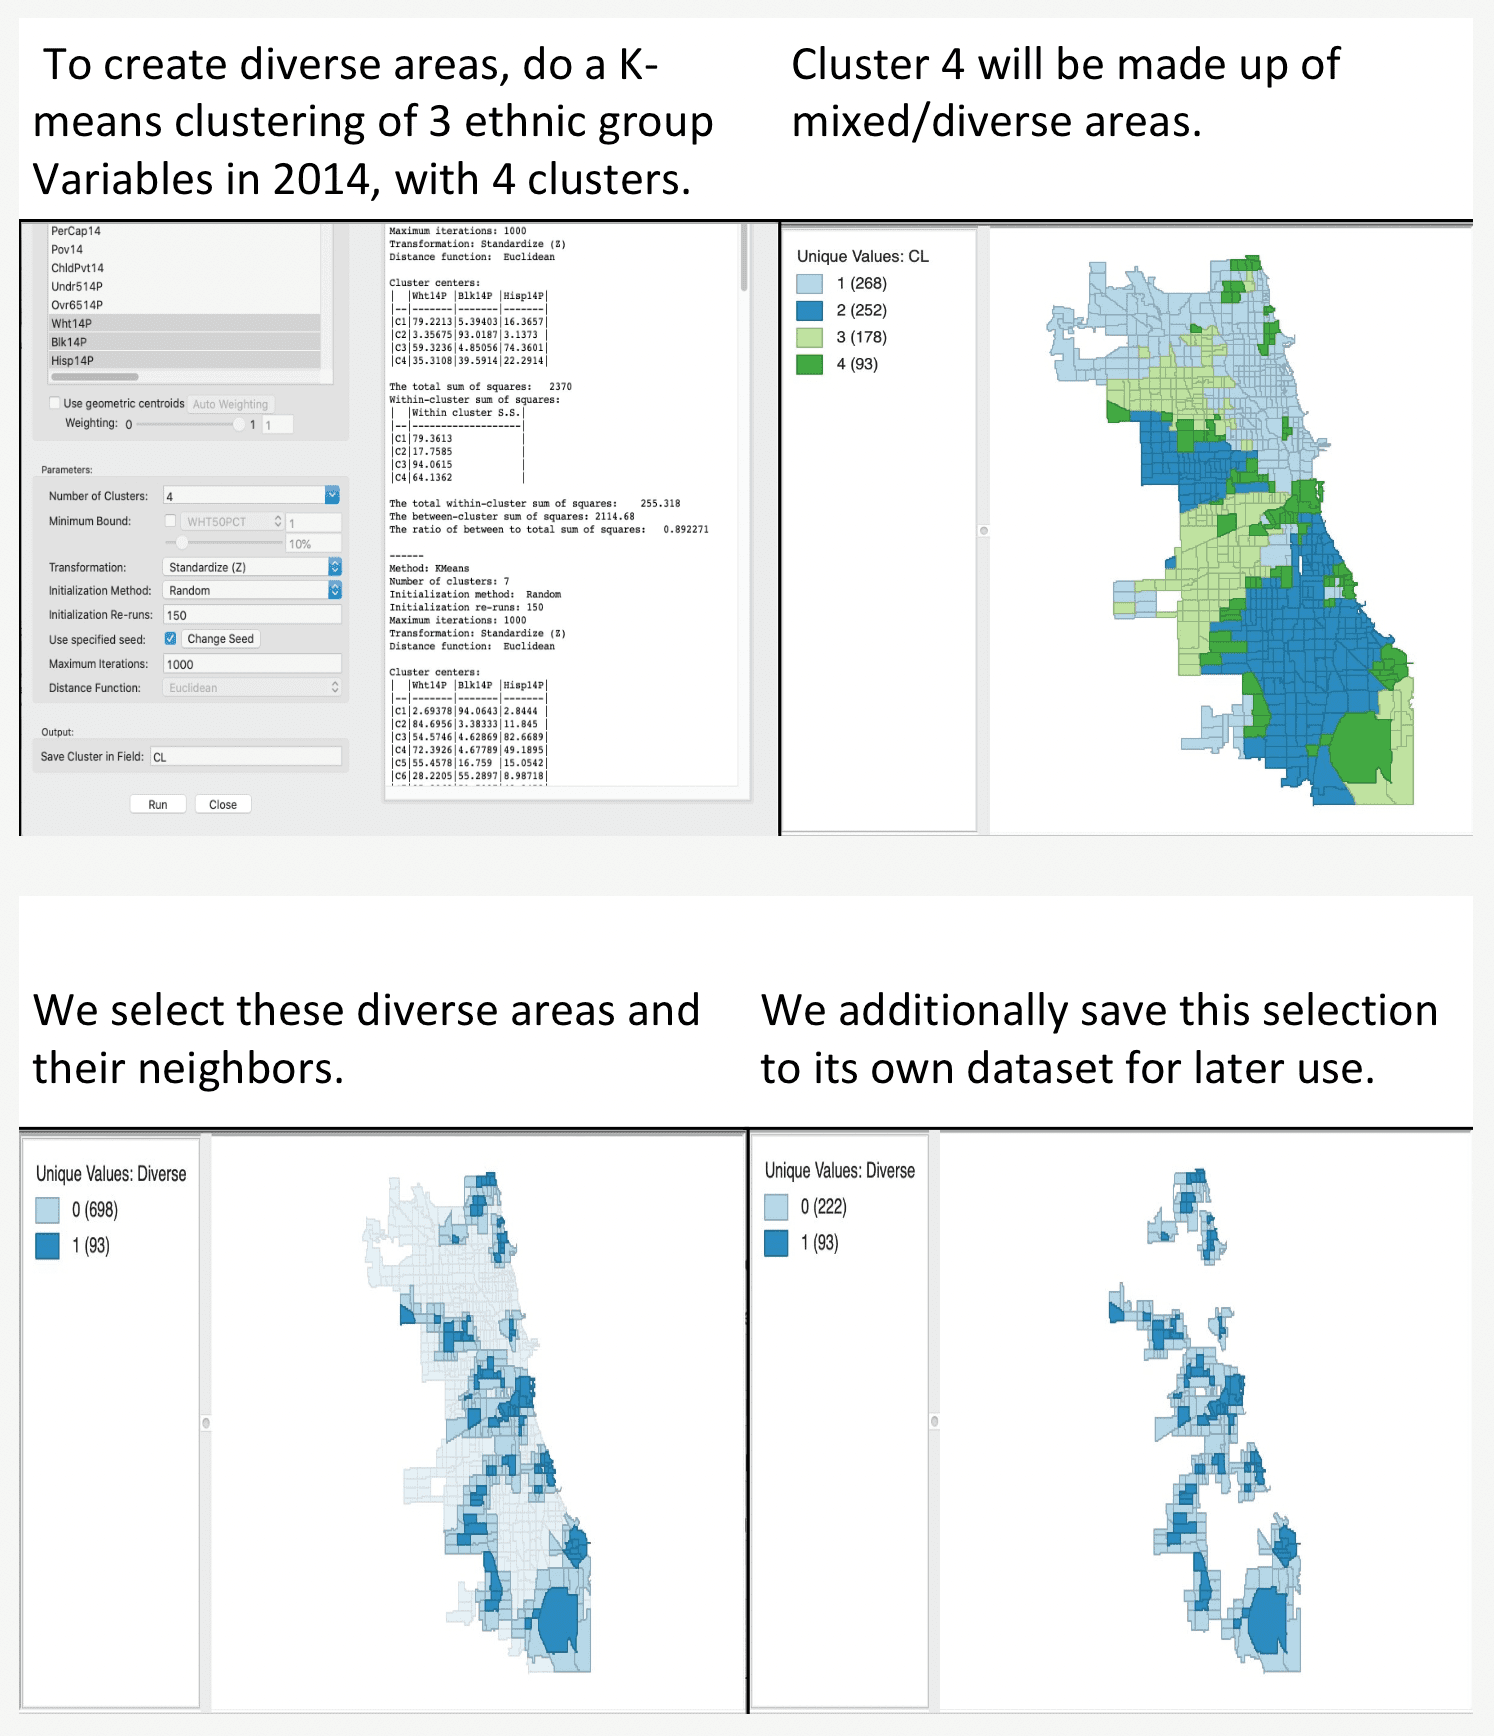 To create diverse areas, do a K-
means clustering of 3 ethnic group
Variables in 2014, with 4 clusters.
Cluster 4 will be made up of
mixed/diverse areas.
PerCap14
Pov14
ChldPvt14
Undr514P
Ovr6514P
Wht14P
Blk14P
Hisp14P
Use geometric centroids Auto Weighting
Weighting: 0 1 1
Parameters:
Number of Clusters: 4
Minimum Bound: WHT50PCT 1
10%
Transformation: Standardize (Z)
Initialization Method: Random
Initialization Re-runs: 150
Use specified seed: Change Seed
Maximum Iterations: 1000
Distance Function: Euclidean
Output:
Save Cluster in Field: CL
Run Close
Maximum iterations: 1000
Transformation: Standardize (Z)
Distance function: Euclidean
Cluster centers:
| |Wht14P |Blk14P |Hisp14P|
|--|-------|-------|-------|
|C1|79.2213|5.39403|16.3657|
|C2|3.35675|93.0187|3.1373 |
|C3|59.3236|4.85056|74.3601|
|C4|35.3108|39.5914|22.2914|
The total sum of squares: 2370
Within-cluster sum of squares:
| |Within cluster S.S.|
|--|-------------------|
|C1|79.3613 |
|C2|17.7585 |
|C3|94.0615 |
|C4|64.1362 |
The total within-cluster sum of squares: 255.318
The between-cluster sum of squares: 2114.68
The ratio of between to total sum of squares: 0.892271
------
Method: KMeans
Number of clusters: 7
Initialization method: Random
Initialization re-runs: 150
Maximum iterations: 1000
Transformation: Standardize (Z)
Distance function: Euclidean
Cluster centers:
| |Wht14P |Blk14P |Hisp14P|
|--|-------|-------|-------|
|C1|2.69378|94.0643|2.8444 |
|C2|84.6956|3.38333|11.845 |
|C3|54.5746|4.62869|82.6689|
|C4|72.3926|4.67789|49.1895|
|C5|55.4578|16.759 |15.0542|
|C6|28.2205|55.2897|8.98718|
Unique Values: CL
1 (268)
2 (252)
3 (178)
4 (93)
We select these diverse areas and
their neighbors.
We additionally save this selection
to its own dataset for later use.
Unique Values: Diverse
0 (698)
1 (93)
Unique Values: Diverse
0 (222)
1 (93)